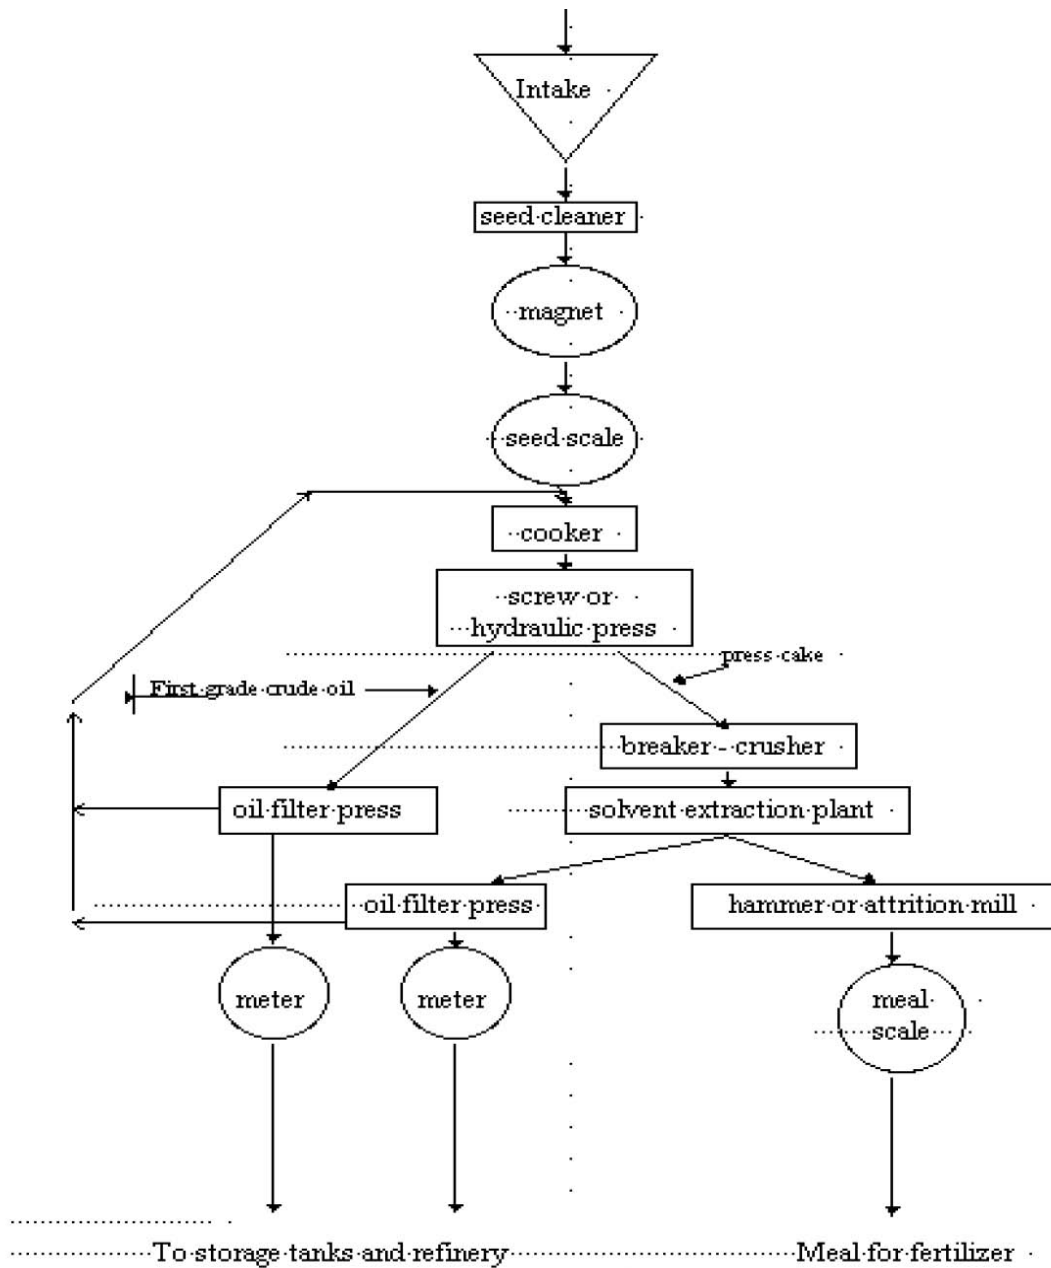 Intake
seed cleaner
magnet
seed scale
cooker
screw or
hydraulic press
press cake
First grade crude oil
breaker - crusher
oil filter press
solvent extraction plant
oil filter press
hammer or attrition mill
meter
meter
meal
scale
To storage tanks and refinery
Meal for fertilizer